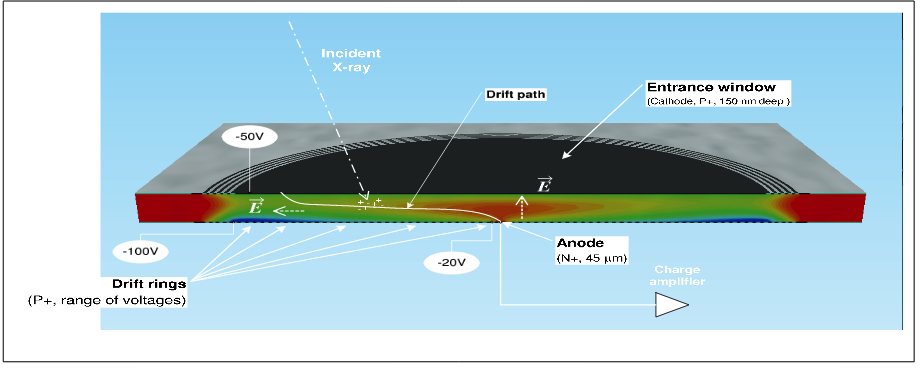 Incident
X-ray
Drift path
Entrance window
(Cathode, P+, 150 nm deep )
-50V
E
E
-100V
-20V
Anode
(N+, 45 μm)
Drift rings
(P+, range of voltages)
Charge
amplifier